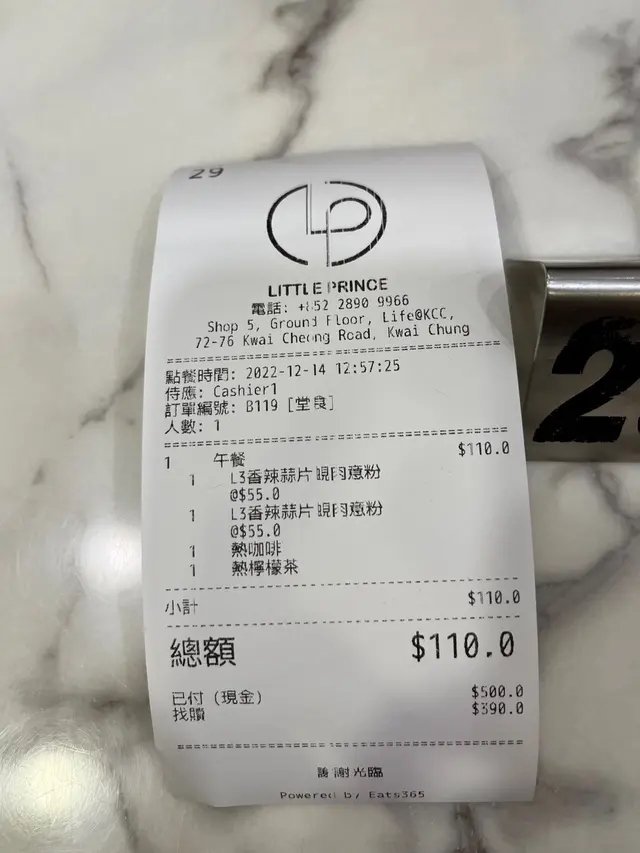 29
LP
LITTLE PRINCE
電話: +852 2890 9966
Shop 5, Ground Floor, Life@KCC,
72-76 Kwai Cheong Road, Kwai Chung
點餐時間: 2022-12-14 12:57:25
侍應: Cashier1
訂單編號: B119 [堂食]
人數: 1
1 午餐 $110.0
1 L3香辣蒜片蜆肉意粉
@$55.0
1 L3香辣蒜片蜆肉意粉
@$55.0
1 熱咖啡
1 熱檸檬茶
小計 $110.0
總額 $110.0
已付 (現金) $500.0
找贖 $390.0
謝謝光臨
Powered by Eats365